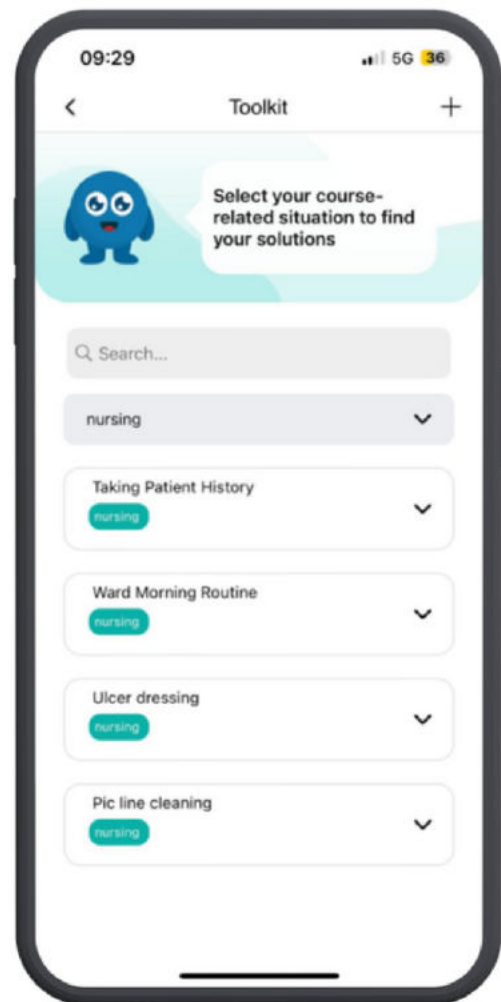 09:29
5G 36
Toolkit
Select your course-
related situation to find
your solutions
Search...
nursing
Taking Patient History
nursing
Ward Morning Routine
nursing
Ulcer dressing
nursing
Pic line cleaning
nursing